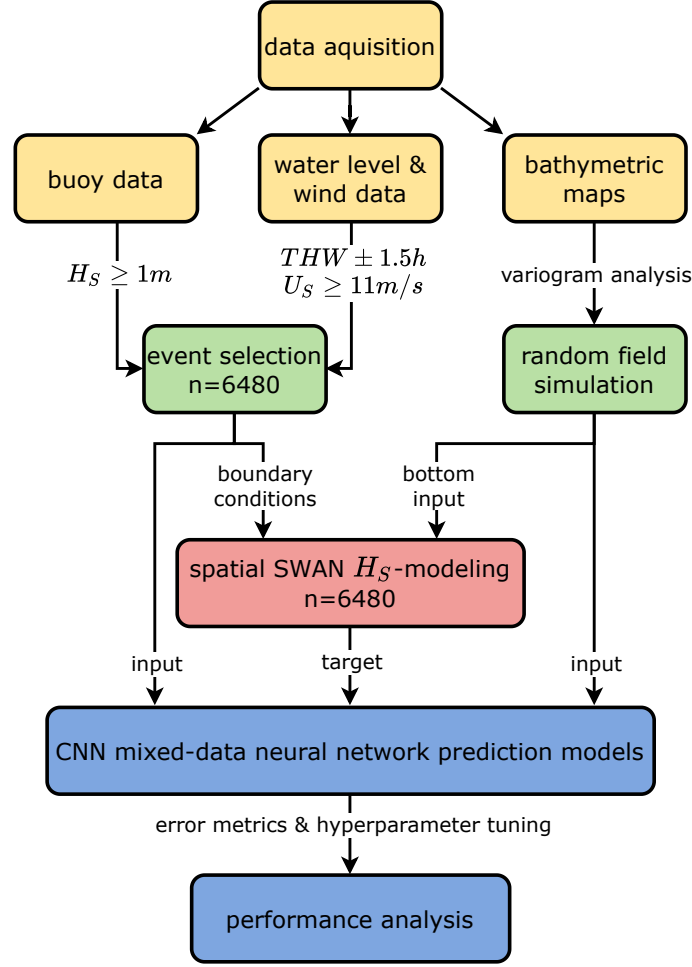 data aquisition
buoy data
water level &
wind data
bathymetric
maps
H_S ≥ 1m
THW ± 1.5h
U_S ≥ 11m/s
variogram analysis
event selection
n=6480
random field
simulation
boundary
conditions
bottom
input
spatial SWAN H_S-modeling
n=6480
input
target
input
CNN mixed-data neural network prediction models
error metrics & hyperparameter tuning
performance analysis